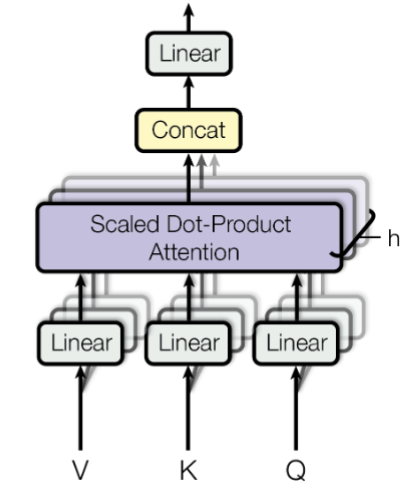 Linear
Concat
Scaled Dot-Product
Attention
h
Linear Linear Linear
V K Q